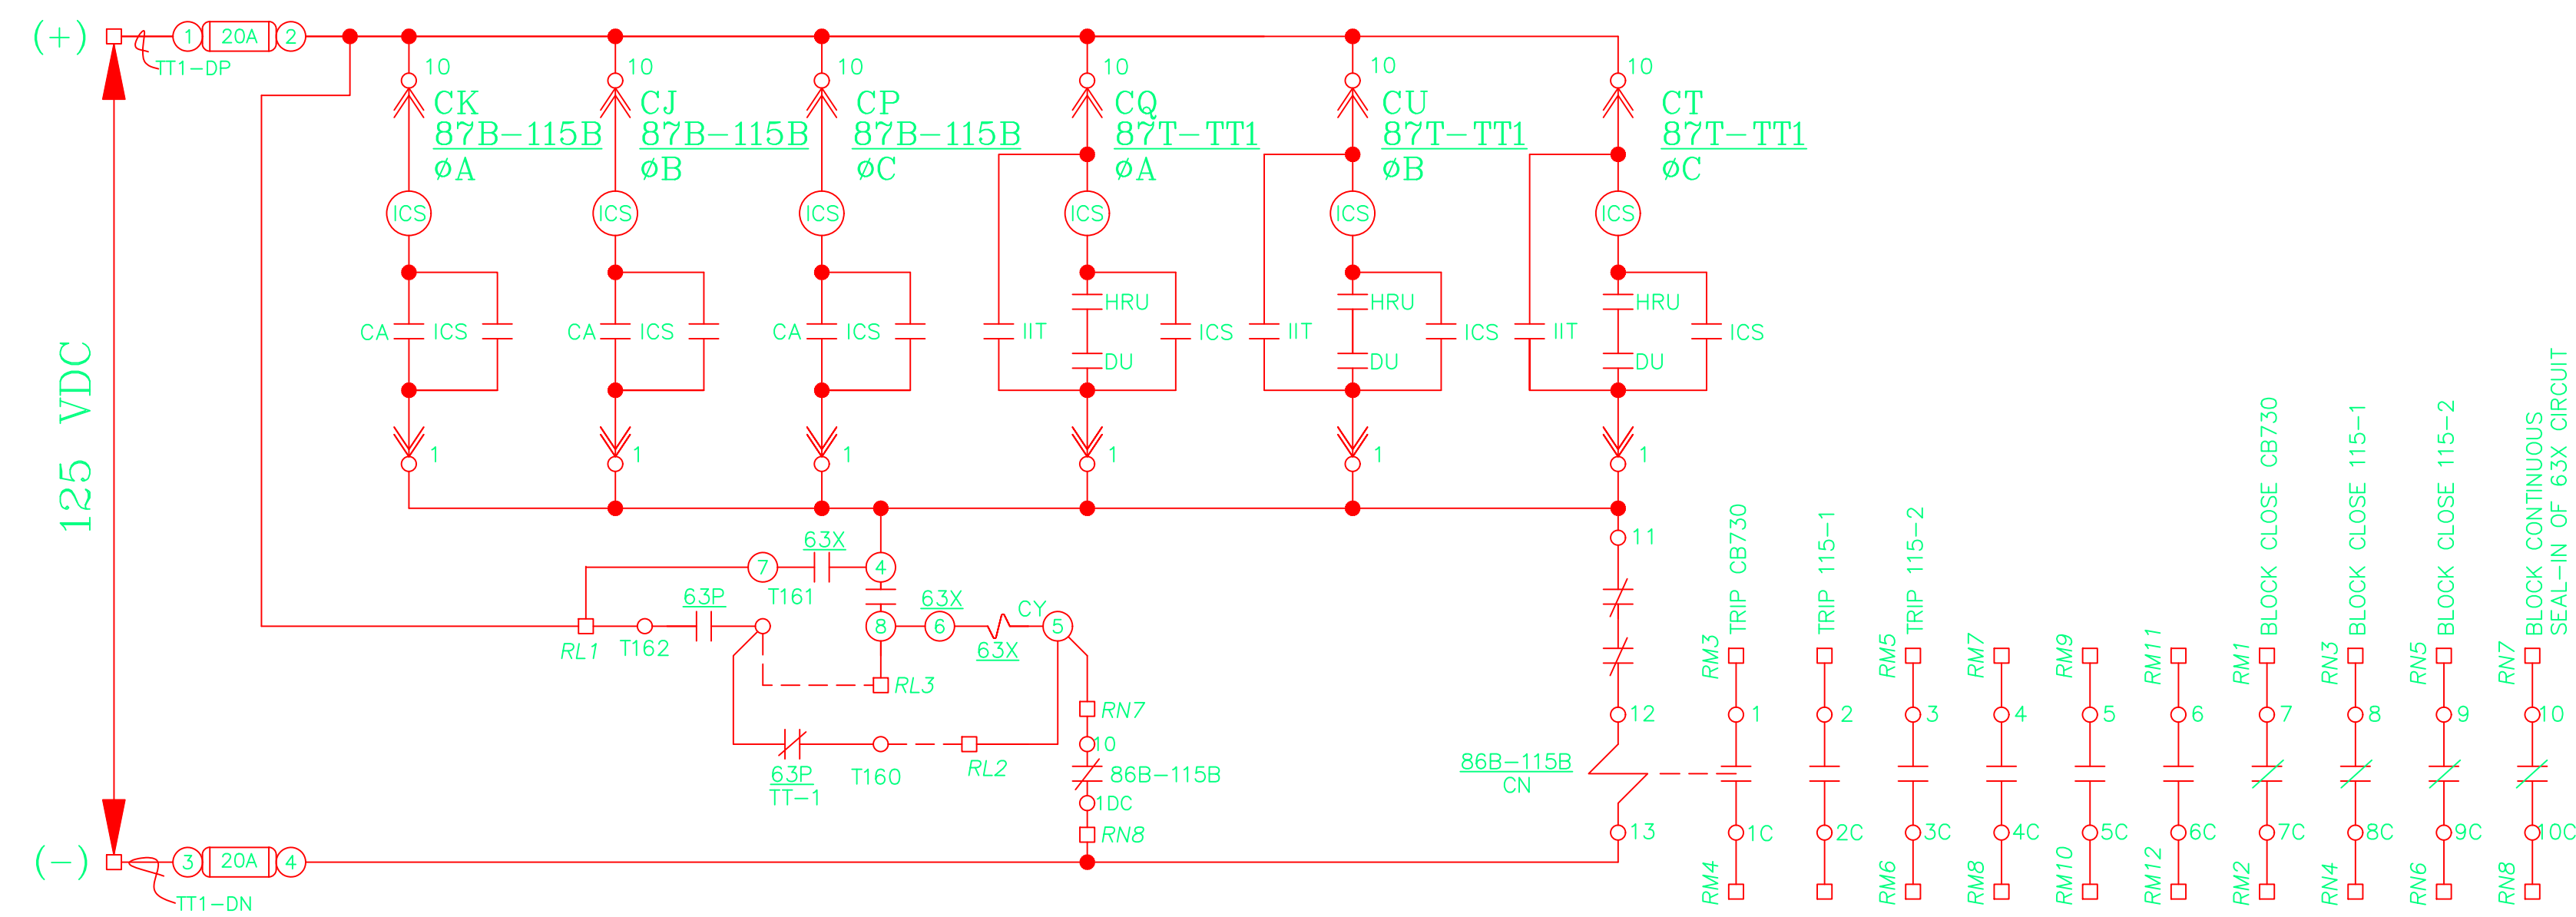 (+)
1
20A
2
TT1-DP
10
10
10
10
10
10
CK
87B-115B
øA
CJ
87B-115B
øB
CP
87B-115B
øC
CQ
87T-TT1
øA
CU
87T-TT1
øB
CT
87T-TT1
øC
ICS
ICS
ICS
ICS
ICS
ICS
HRU
HRU
HRU
CA
ICS
CA
ICS
CA
ICS
IIT
ICS
IIT
ICS
IIT
ICS
DU
DU
DU
125 VDC
1
1
1
1
1
1
11
63X
7
4
T161
63P
63X
CY
8
6
5
RL1
T162
63X
RL3
RN7
10
63P
TT-1
T160
RL2
86B-115B
1DC
RN8
12
86B-115B
CN
13
(-)
3
20A
4
TT1-DN
RM3
TRIP CB730
TRIP 115-1
RM5
TRIP 115-2
RM7
RM9
RM11
RM1
BLOCK CLOSE CB730
RN3
BLOCK CLOSE 115-1
RN5
BLOCK CLOSE 115-2
RN7
BLOCK CONTINUOUS
SEAL-IN OF 63X CIRCUIT
1
2
3
4
5
6
7
8
9
10
1C
2C
3C
4C
5C
6C
7C
8C
9C
10C
RM4
RM6
RM8
RM10
RM12
RM2
RN4
RN6
RN8